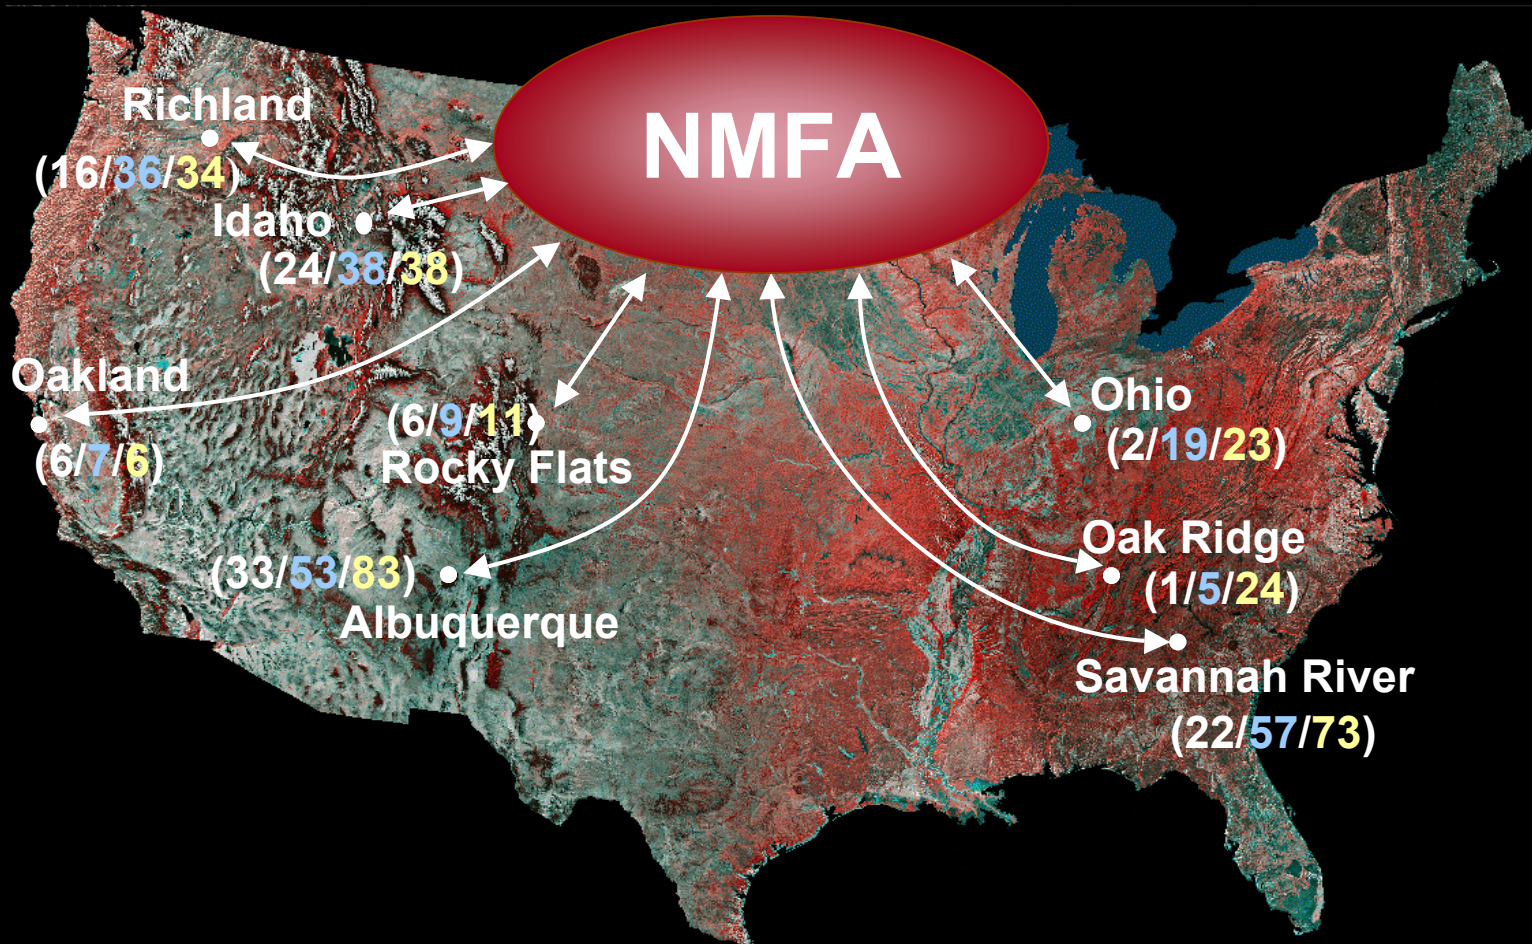 NMFA
Richland
(16/36/34)
Idaho
(24/38/38)
Oakland
(6/7/6)
(6/9/11)
Rocky Flats
(33/53/83)
Albuquerque
Ohio
(2/19/23)
Oak Ridge
(1/5/24)
Savannah River
(22/57/73)